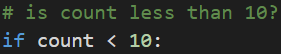 # is count less than 10?
if count < 10: